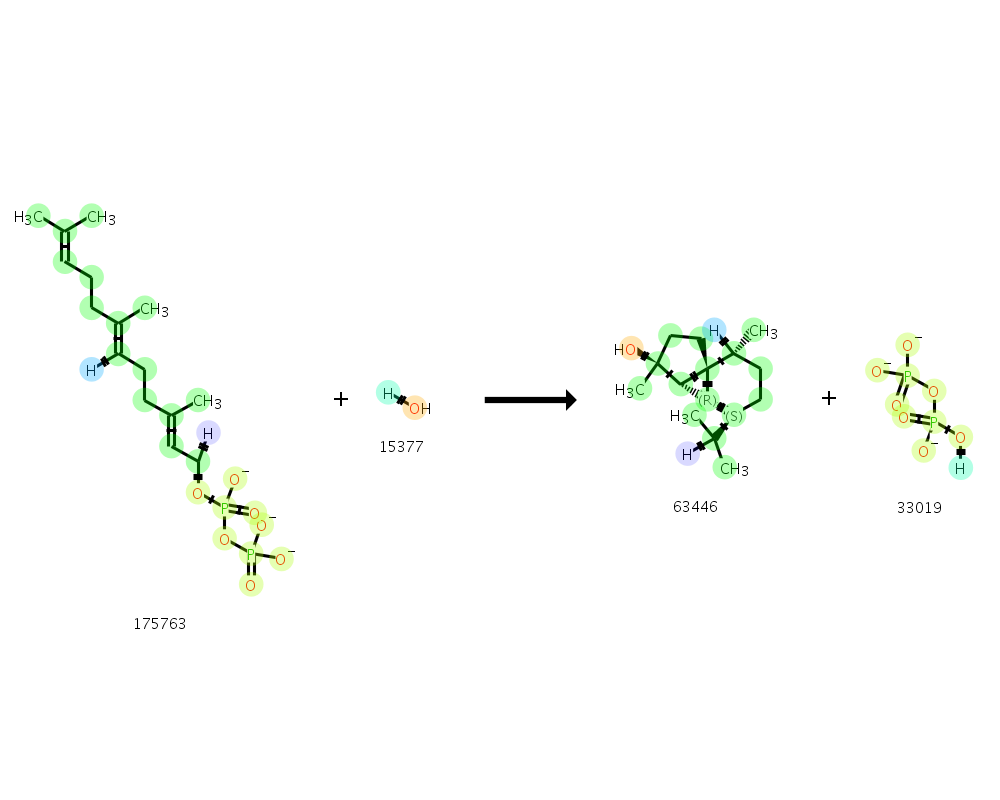 H3C CH3
CH3
H
CH3
H
O
O−
P O
O−
O P O−
O
175763
+
H
OH
15377
HO
H3C
H CH3
(R)
H3C (S)
H
CH3
63446
+
O−
O− P
O
O
O P
O− O
H
33019